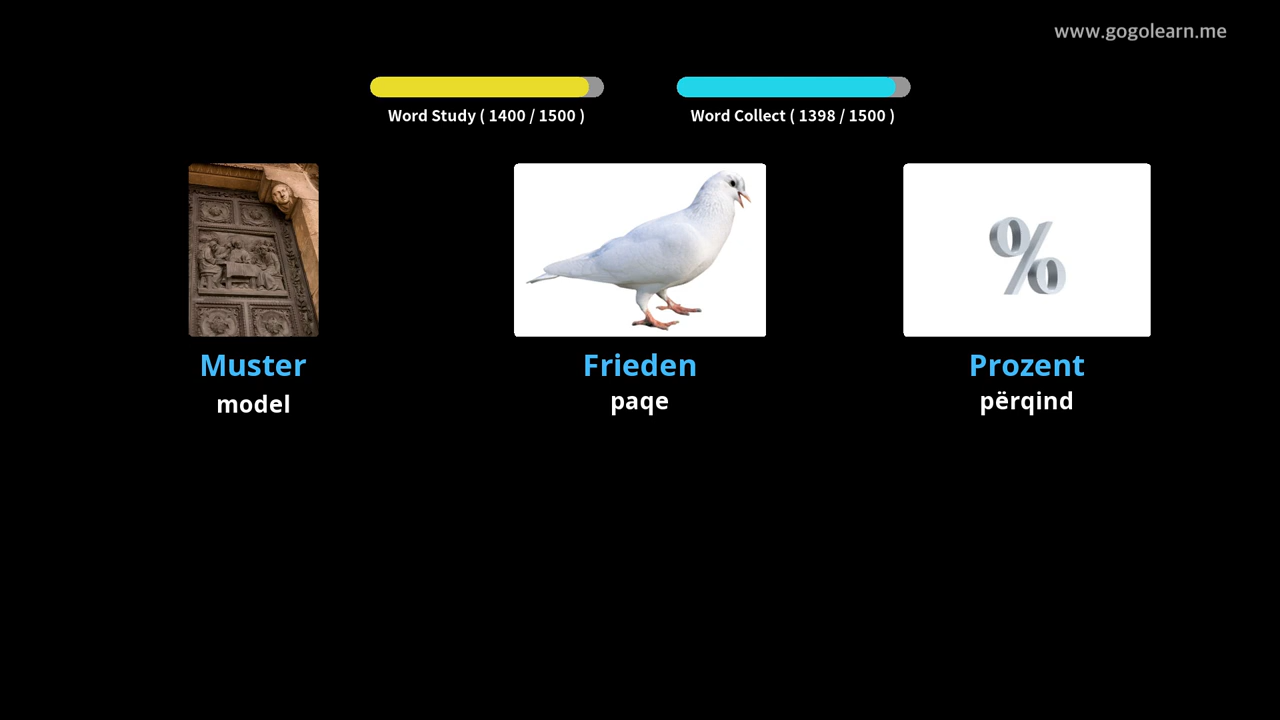 www.gogolearn.me
Word Study ( 1400 / 1500 )
Word Collect ( 1398 / 1500 )
Muster
model
Frieden
paqe
Prozent
përqind
%